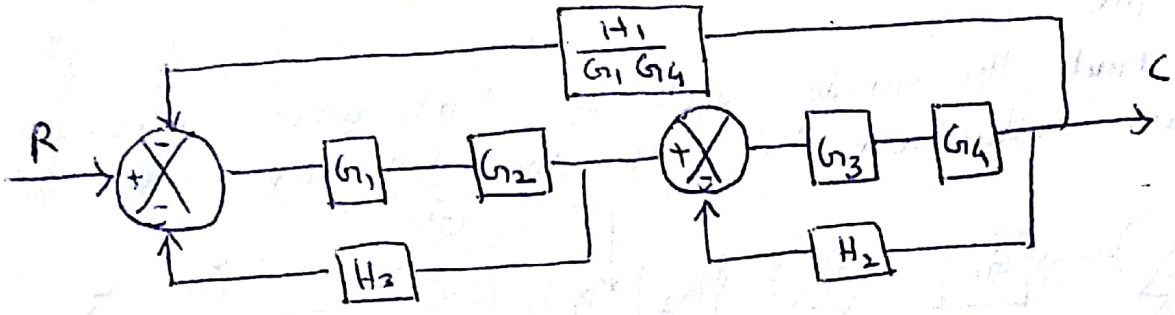 H₁
G₁ G₄
C
R
-
+
-
G₁
G₂
+
-
G₃
G₄
H₃
H₂